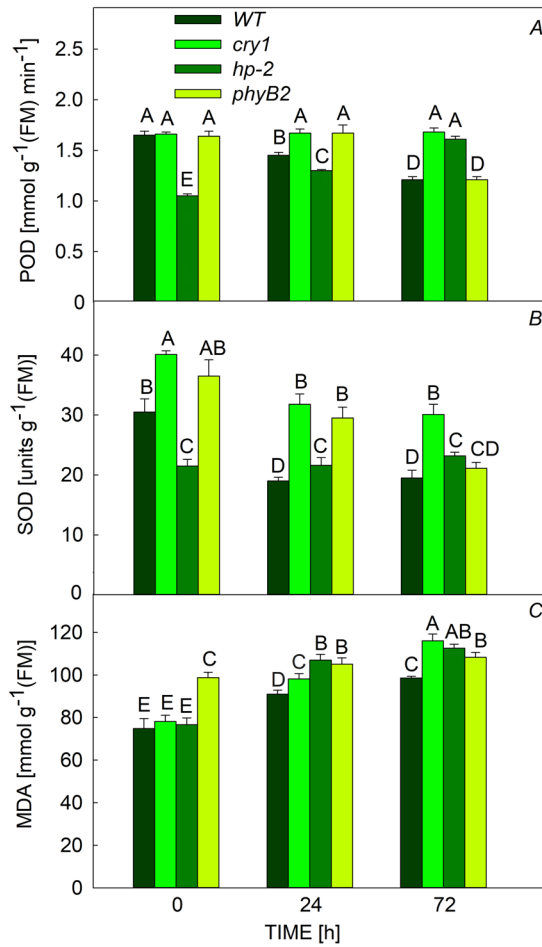 WT
cry1
hp-2
phyB2
A
POD [mmol g⁻¹(FM) min⁻¹]
2.5
2.0
1.5
1.0
0.5
0
A A E A
B A C A
D A A D
B
SOD [units g⁻¹(FM)]
40
30
20
10
0
B A C AB
D B C B
D B C CD
C
MDA [mmol g⁻¹(FM)]
120
100
80
60
40
20
0
E E E C
D C B B
C A AB B
0 24 72
TIME [h]